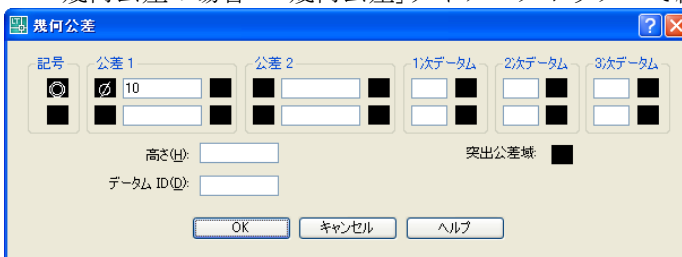 幾何公差
記号 公差 1 公差 2 1次データム 2次データム 3次データム
◎ Ø 10
高さ(H): 突出公差域:
データム ID(D):
OK キャンセル ヘルプ